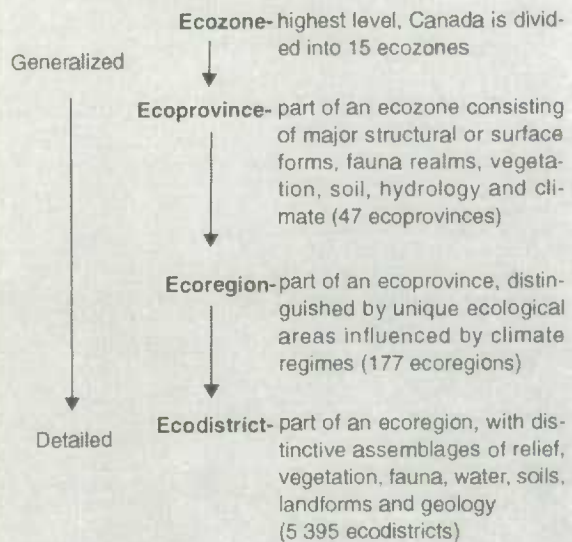 Ecozone- highest level, Canada is divid-
ed into 15 ecozones
Generalized
Ecoprovince- part of an ecozone consisting
of major structural or surface
forms, fauna realms, vegeta-
tion, soil, hydrology and cli-
mate (47 ecoprovinces)
Ecoregion- part of an ecoprovince, distin-
guished by unique ecological
areas influenced by climate
regimes (177 ecoregions)
Detailed
Ecodistrict- part of an ecoregion, with dis-
tinctive assemblages of relief,
vegetation, fauna, water, soils,
landforms and geology
(5 395 ecodistricts)